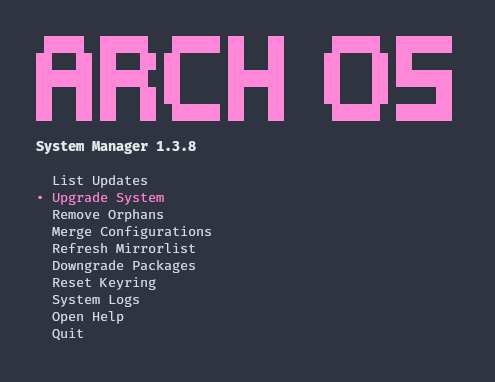 ARCH OS
System Manager 1.3.8
List Updates
• Upgrade System
Remove Orphans
Merge Configurations
Refresh Mirrorlist
Downgrade Packages
Reset Keyring
System Logs
Open Help
Quit